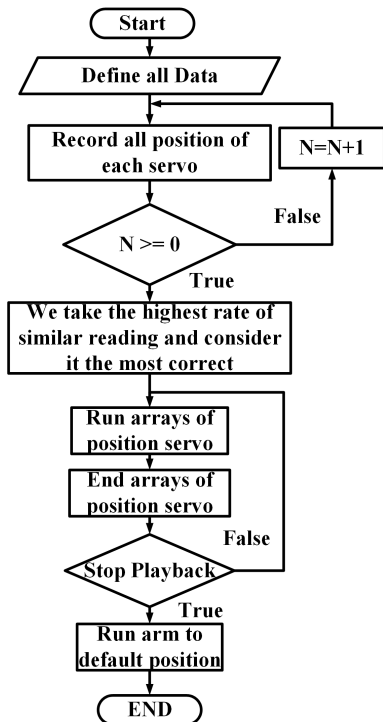 Start
Define all Data
Record all position of
each servo
N=N+1
False
N >= 0
True
We take the highest rate of
similar reading and consider
it the most correct
Run arrays of
position servo
End arrays of
position servo
False
Stop Playback
True
Run arm to
default position
END